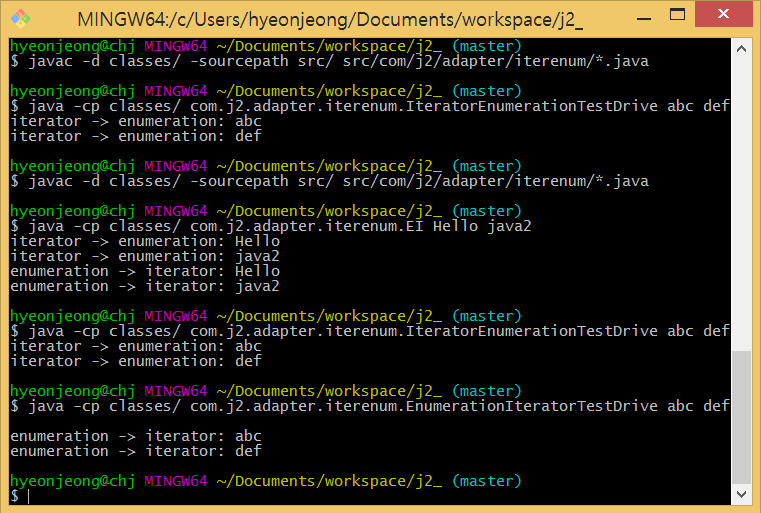 MINGW64:/c/Users/hyeonjeong/Documents/workspace/j2_
hyeonjeong@chj MINGW64 ~/Documents/workspace/j2_ (master)
$ javac -d classes/ -sourcepath src/ src/com/j2/adapter/iterenum/*.java
hyeonjeong@chj MINGW64 ~/Documents/workspace/j2_ (master)
$ java -cp classes/ com.j2.adapter.iterenum.IteratorEnumerationTestDrive abc def
iterator -> enumeration: abc
iterator -> enumeration: def
hyeonjeong@chj MINGW64 ~/Documents/workspace/j2_ (master)
$ javac -d classes/ -sourcepath src/ src/com/j2/adapter/iterenum/*.java
hyeonjeong@chj MINGW64 ~/Documents/workspace/j2_ (master)
$ java -cp classes/ com.j2.adapter.iterenum.EI Hello java2
iterator -> enumeration: Hello
iterator -> enumeration: java2
enumeration -> iterator: Hello
enumeration -> iterator: java2
hyeonjeong@chj MINGW64 ~/Documents/workspace/j2_ (master)
$ java -cp classes/ com.j2.adapter.iterenum.IteratorEnumerationTestDrive abc def
iterator -> enumeration: abc
iterator -> enumeration: def
hyeonjeong@chj MINGW64 ~/Documents/workspace/j2_ (master)
$ java -cp classes/ com.j2.adapter.iterenum.EnumerationIteratorTestDrive abc def
enumeration -> iterator: abc
enumeration -> iterator: def
hyeonjeong@chj MINGW64 ~/Documents/workspace/j2_ (master)
$